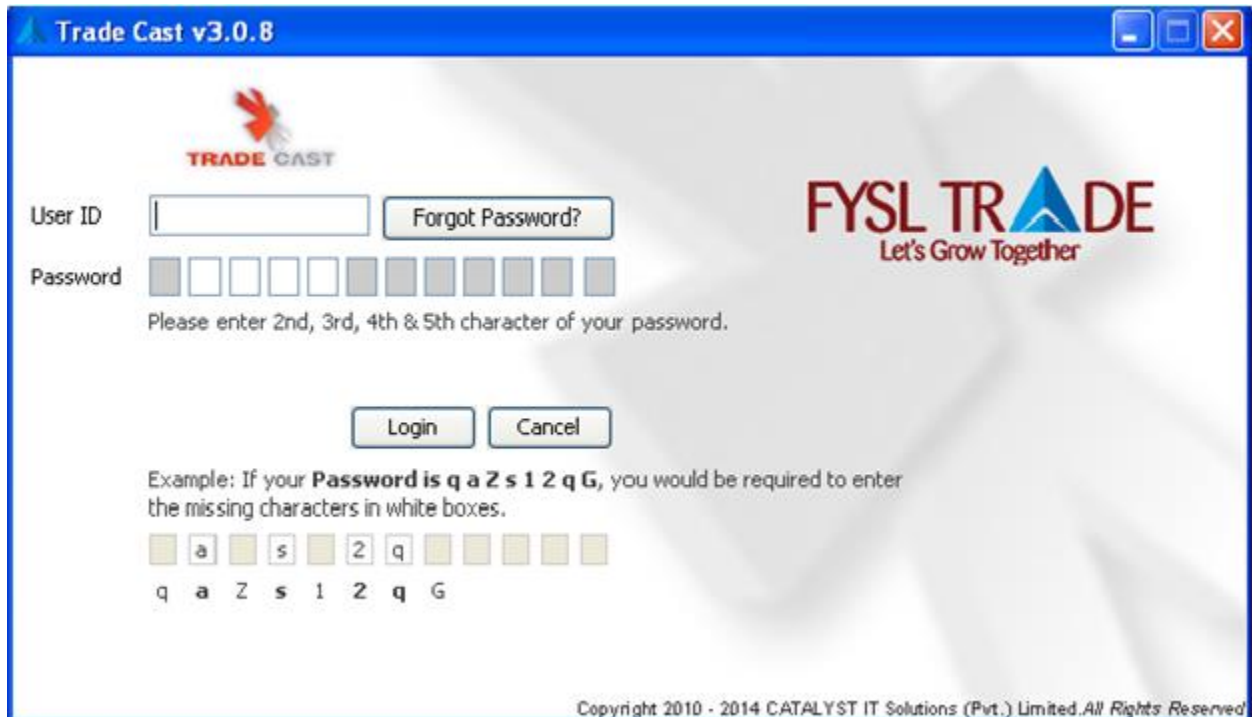 Trade Cast v3.0.8
TRADE CAST
FYSL TRADE
Let's Grow Together
User ID
Forgot Password?
Password
Please enter 2nd, 3rd, 4th & 5th character of your password.
Login Cancel
Example: If your Password is q a Z s 1 2 q G, you would be required to enter
the missing characters in white boxes.
a s 2 q
q a Z s 1 2 q G
Copyright 2010 - 2014 CATALYST IT Solutions (Pvt.) Limited.All Rights Reserved